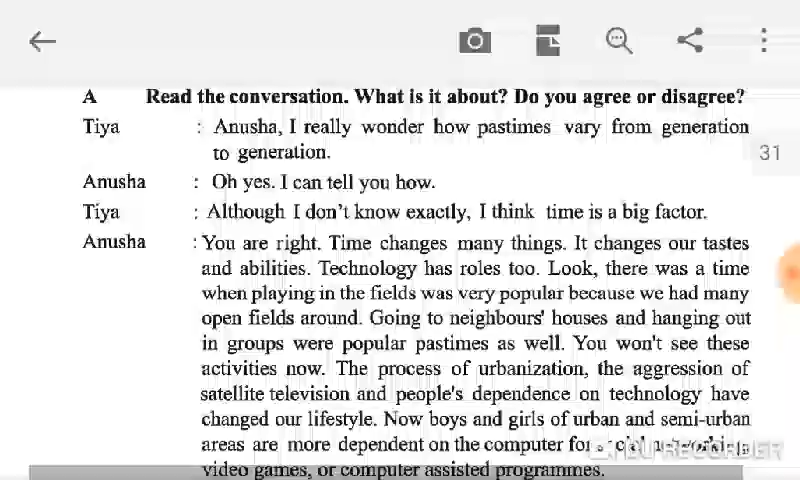 A Read the conversation. What is it about? Do you agree or disagree?
Tiya : Anusha, I really wonder how pastimes vary from generation
to generation.
31
Anusha : Oh yes. I can tell you how.
Tiya : Although I don't know exactly, I think time is a big factor.
Anusha : You are right. Time changes many things. It changes our tastes
and abilities. Technology has roles too. Look, there was a time
when playing in the fields was very popular because we had many
open fields around. Going to neighbours' houses and hanging out
in groups were popular pastimes as well. You won't see these
activities now. The process of urbanization, the aggression of
satellite television and people's dependence on technology have
changed our lifestyle. Now boys and girls of urban and semi-urban
areas are more dependent on the computer for social networking,
video games, or computer assisted programmes.
RECORDER